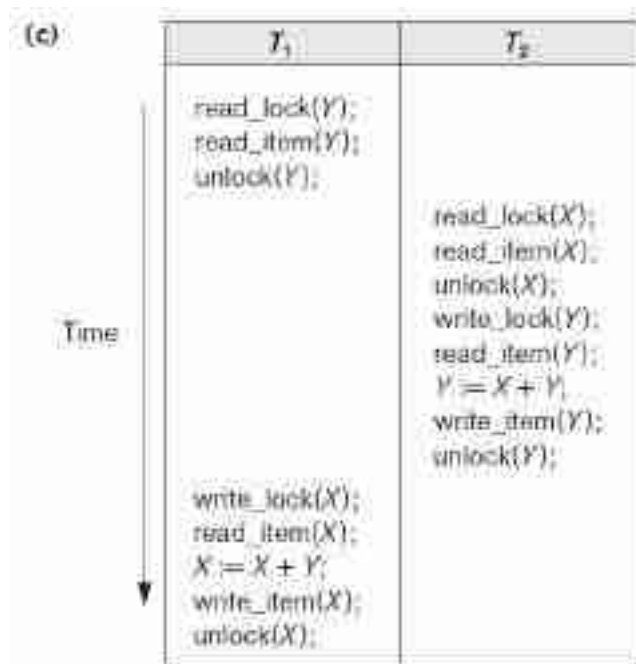 (c)
T1 T2
read_lock(Y);
read_item(Y);
unlock(Y);
read_lock(X);
read_item(X);
unlock(X);
write_lock(Y);
Time
read_item(Y);
Y := X + Y;
write_item(Y);
unlock(Y);
write_lock(X);
read_item(X);
X := X + Y;
write_item(X);
unlock(X);